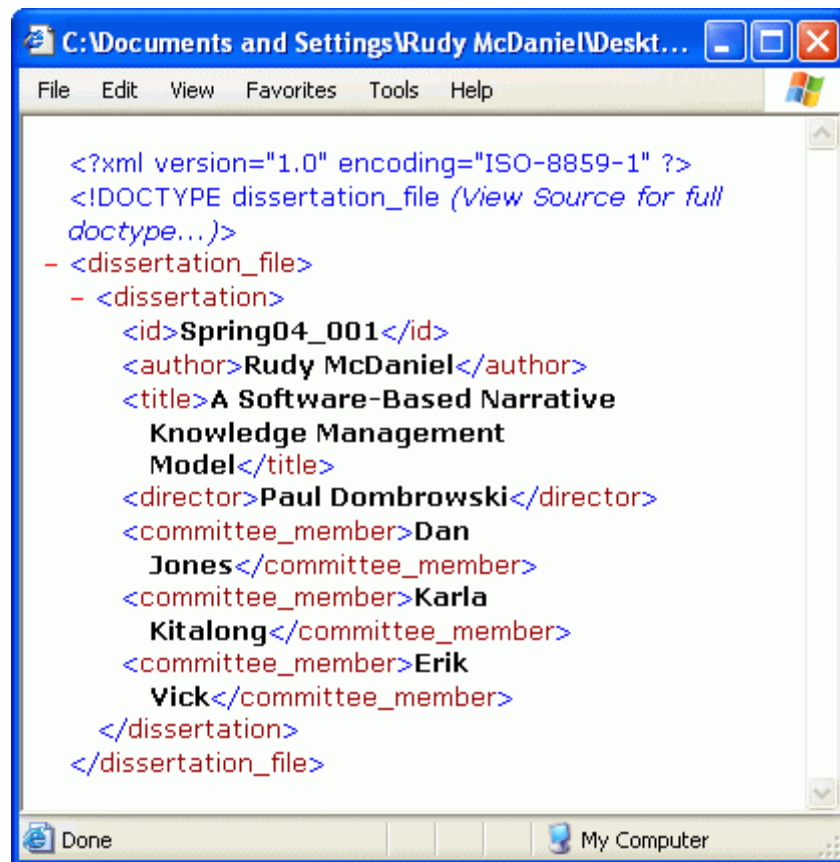 C:\Documents and Settings\Rudy McDaniel\Deskt...
File Edit View Favorites Tools Help
<?xml version="1.0" encoding="ISO-8859-1" ?>
<!DOCTYPE dissertation_file (View Source for full
doctype...)>
- <dissertation_file>
- <dissertation>
<id>Spring04_001</id>
<author>Rudy McDaniel</author>
<title>A Software-Based Narrative
Knowledge Management
Model</title>
<director>Paul Dombrowski</director>
<committee_member>Dan
Jones</committee_member>
<committee_member>Karla
Kitalong</committee_member>
<committee_member>Erik
Vick</committee_member>
</dissertation>
</dissertation_file>
Done My Computer